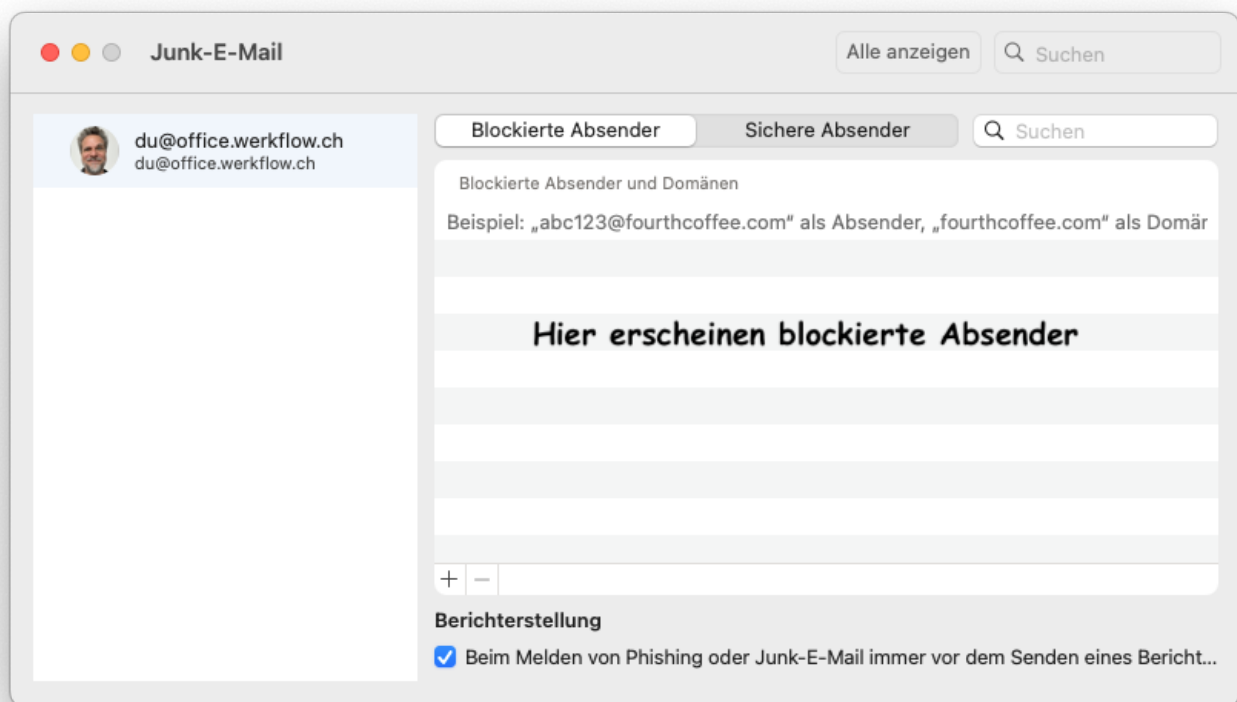 Junk-E-Mail
Alle anzeigen
Suchen
du@office.werkflow.ch
du@office.werkflow.ch
Blockierte Absender
Sichere Absender
Suchen
Blockierte Absender und Domänen
Beispiel: „abc123@fourthcoffee.com“ als Absender, „fourthcoffee.com“ als Domär
Hier erscheinen blockierte Absender
Berichterstellung
Beim Melden von Phishing oder Junk-E-Mail immer vor dem Senden eines Bericht...